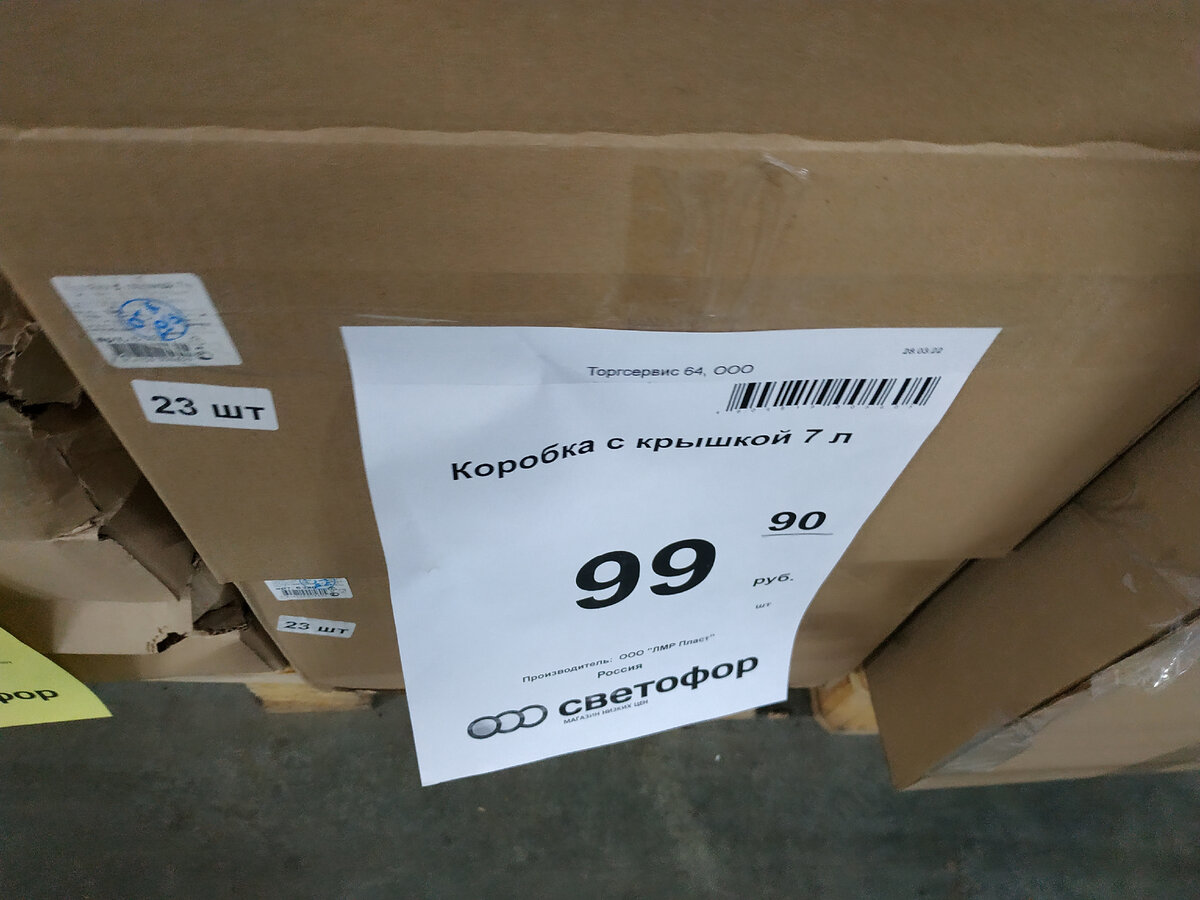 28.03.22
Торгсервис 64, ООО
Коробка с крышкой 7 л
99
90
руб.
шт
Производитель: ООО "ЛМР Пласт"
Россия
светофор
МАГАЗИН НИЗКИХ ЦЕН
23 шт
23 шт
фор